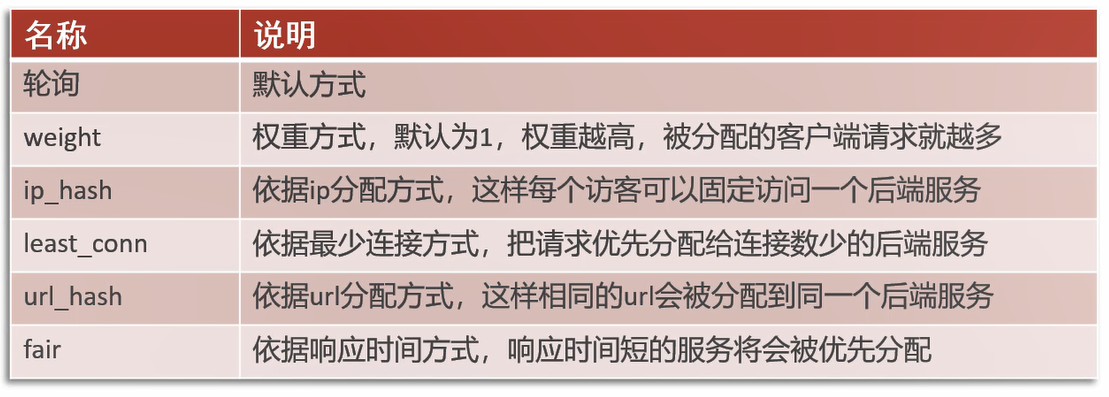 名称 说明
轮询 默认方式
weight 权重方式，默认为1，权重越高，被分配的客户端请求就越多
ip_hash 依据ip分配方式，这样每个访客可以固定访问一个后端服务
least_conn 依据最少连接方式，把请求优先分配给连接数少的后端服务
url_hash 依据url分配方式，这样相同的url会被分配到同一个后端服务
fair 依据响应时间方式，响应时间短的服务将会被优先分配